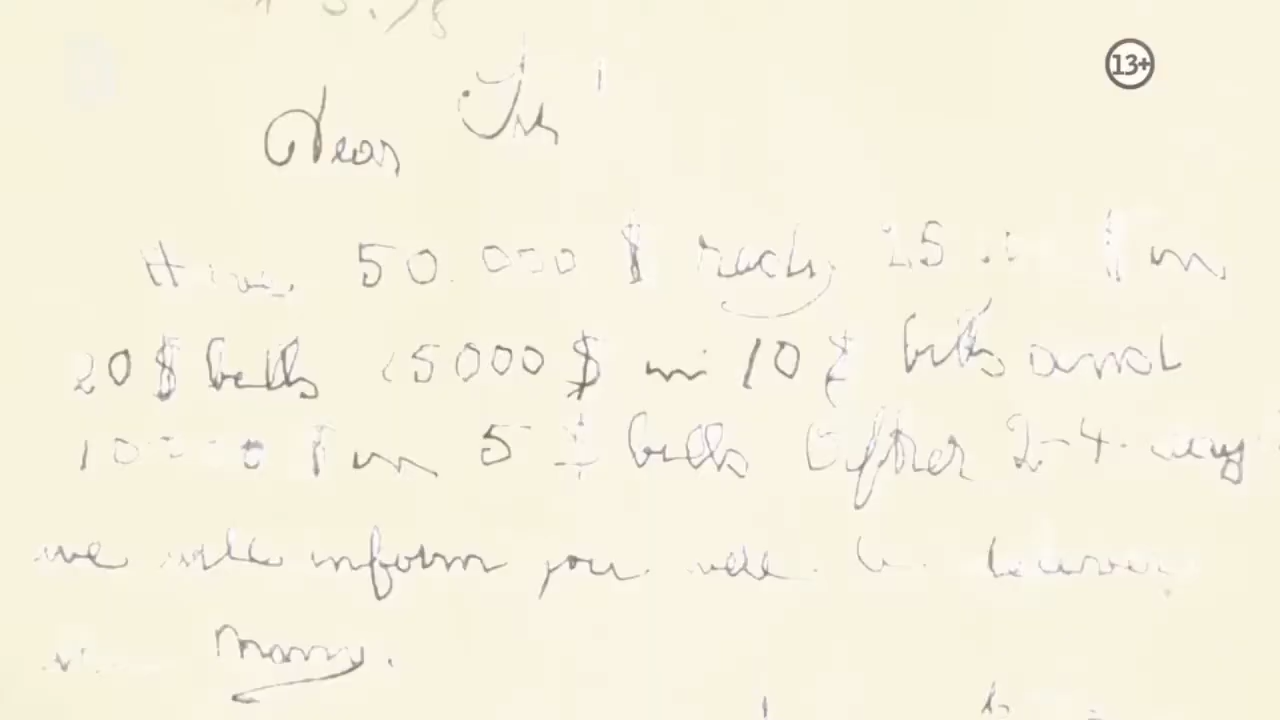 13+
Dear Sir!
Have 50.000 $ redy 25.000 $ in
20 $ bills 15000 $ in 10 $ bills and
10000 $ in 5 $ bills After 2-4 days
we will inform you were to deliver
the Mony.